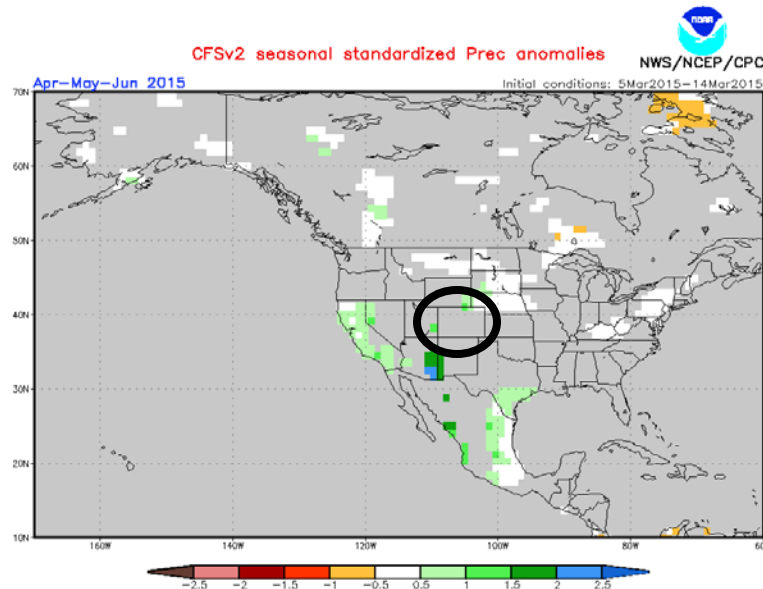 NOAA
CFSv2 seasonal standardized Prec anomalies
NWS/NCEP/CPC
Apr-May-Jun 2015
Initial conditions: 5Mar2015-14Mar2015
70N
60N
50N
40N
30N
20N
10N
160W 140W 120W 100W 80W 60
-2.5 -2 -1.5 -1 -0.5 0.5 1 1.5 2 2.5